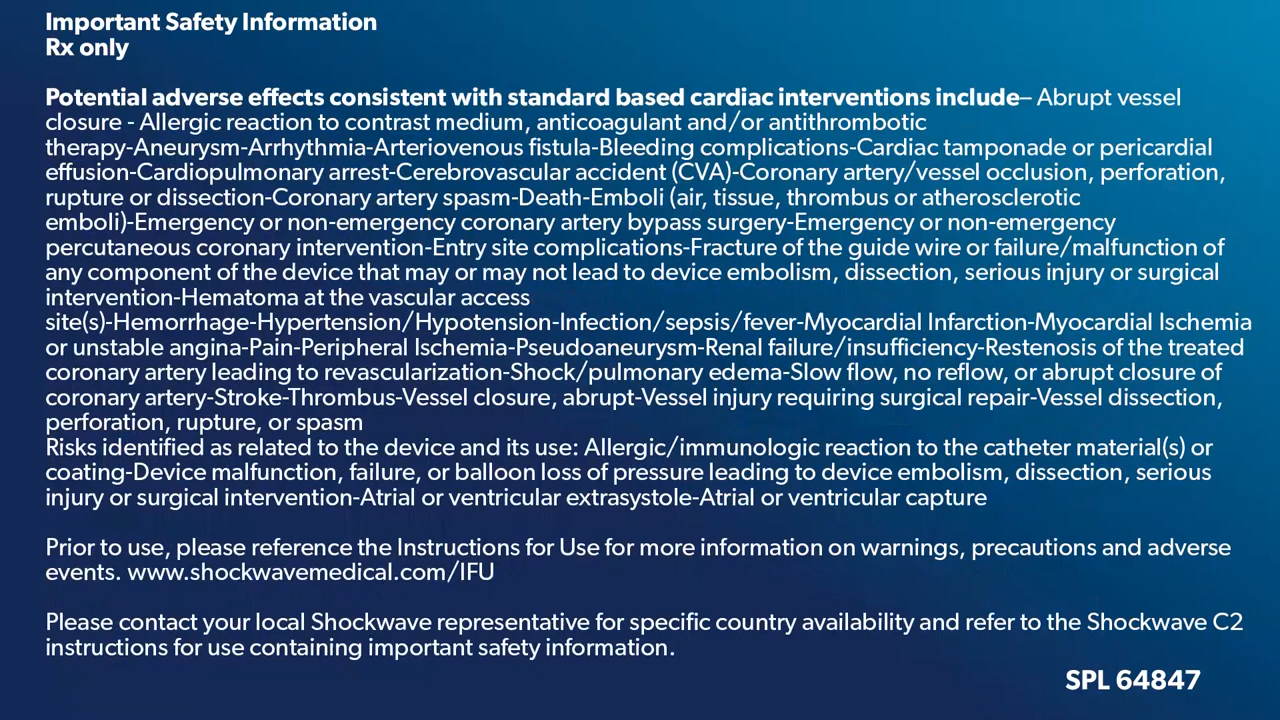 Important Safety Information
Rx only
Potential adverse effects consistent with standard based cardiac interventions include– Abrupt vessel
closure - Allergic reaction to contrast medium, anticoagulant and/or antithrombotic
therapy-Aneurysm-Arrhythmia-Arteriovenous fistula-Bleeding complications-Cardiac tamponade or pericardial
effusion-Cardiopulmonary arrest-Cerebrovascular accident (CVA)-Coronary artery/vessel occlusion, perforation,
rupture or dissection-Coronary artery spasm-Death-Emboli (air, tissue, thrombus or atherosclerotic
emboli)-Emergency or non-emergency coronary artery bypass surgery-Emergency or non-emergency
percutaneous coronary intervention-Entry site complications-Fracture of the guide wire or failure/malfunction of
any component of the device that may or may not lead to device embolism, dissection, serious injury or surgical
intervention-Hematoma at the vascular access
site(s)-Hemorrhage-Hypertension/Hypotension-Infection/sepsis/fever-Myocardial Infarction-Myocardial Ischemia
or unstable angina-Pain-Peripheral Ischemia-Pseudoaneurysm-Renal failure/insufficiency-Restenosis of the treated
coronary artery leading to revascularization-Shock/pulmonary edema-Slow flow, no reflow, or abrupt closure of
coronary artery-Stroke-Thrombus-Vessel closure, abrupt-Vessel injury requiring surgical repair-Vessel dissection,
perforation, rupture, or spasm
Risks identified as related to the device and its use: Allergic/immunologic reaction to the catheter material(s) or
coating-Device malfunction, failure, or balloon loss of pressure leading to device embolism, dissection, serious
injury or surgical intervention-Atrial or ventricular extrasystole-Atrial or ventricular capture
Prior to use, please reference the Instructions for Use for more information on warnings, precautions and adverse
events. www.shockwavemedical.com/IFU
Please contact your local Shockwave representative for specific country availability and refer to the Shockwave C2
instructions for use containing important safety information.
SPL 64847